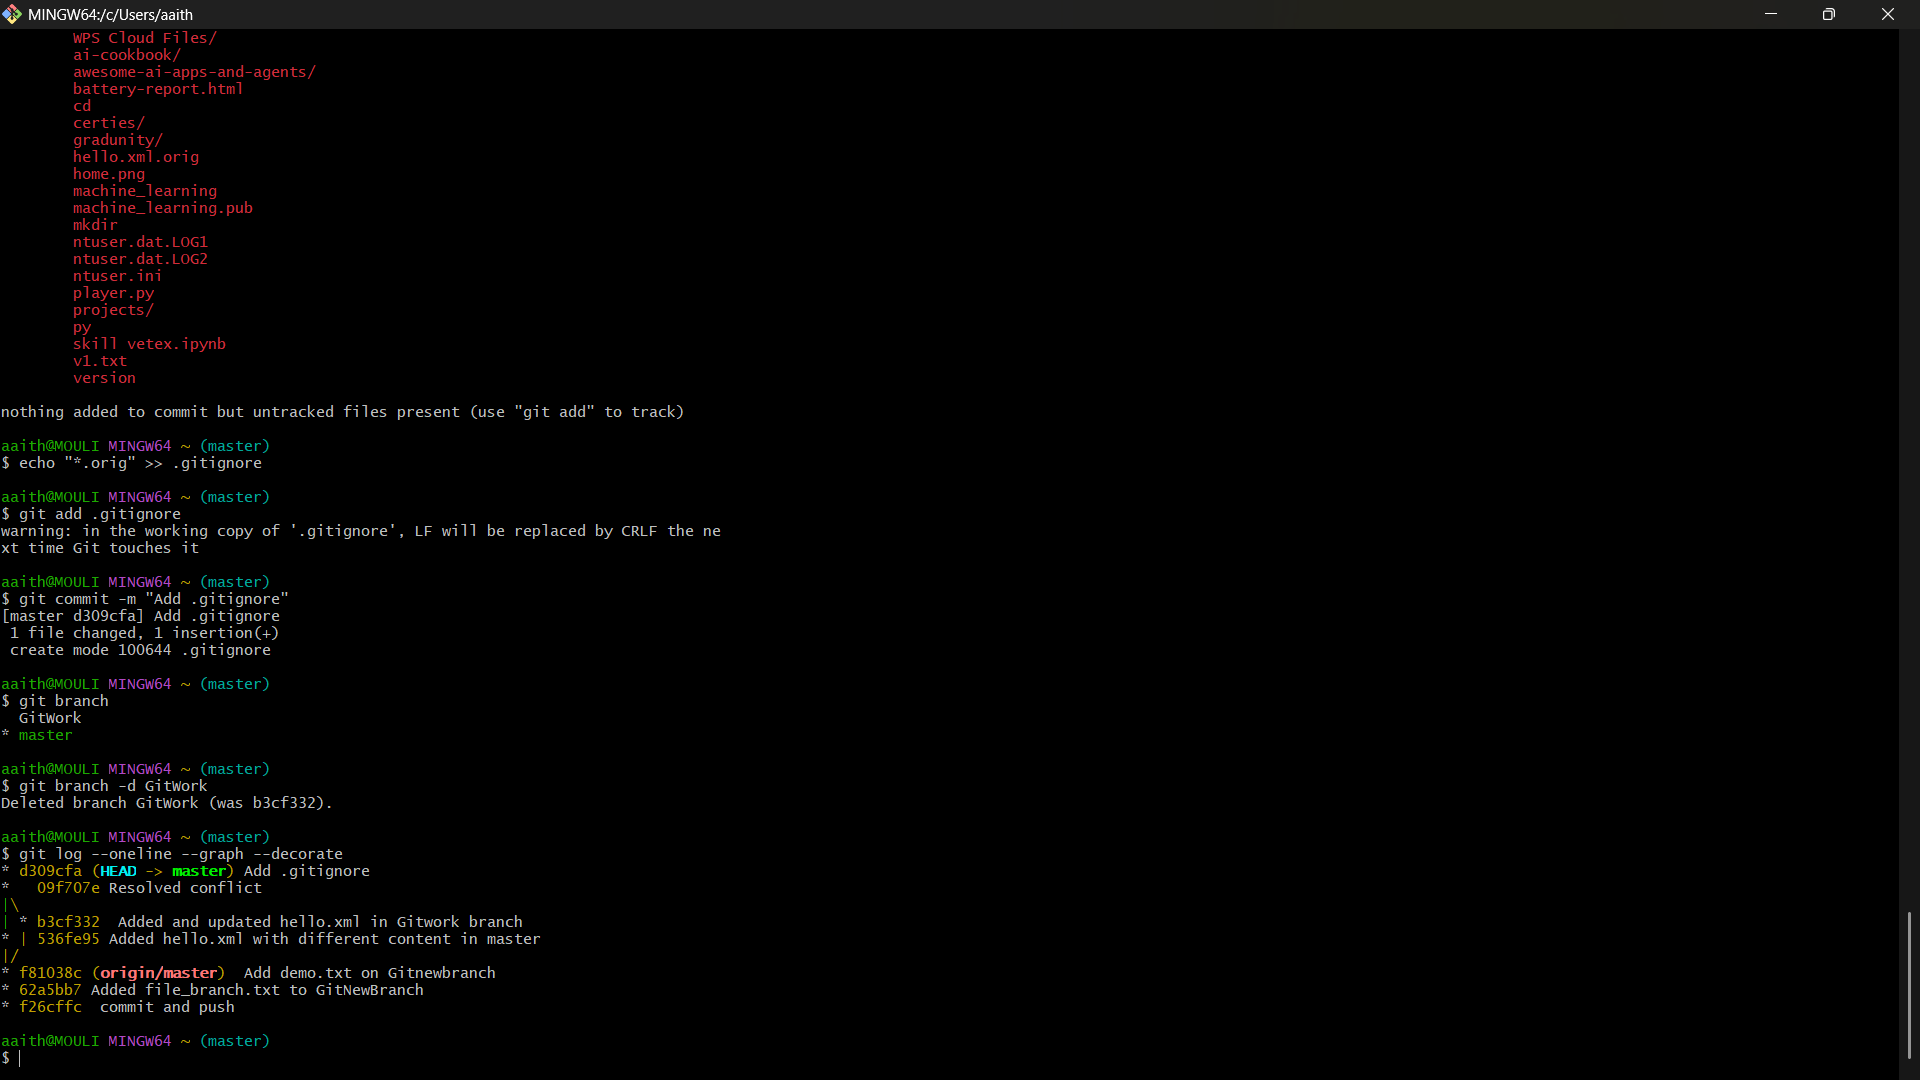 MINGW64:/c/Users/aaith
WPS Cloud Files/
ai-cookbook/
awesome-ai-apps-and-agents/
battery-report.html
cd
certies/
gradunity/
hello.xml.orig
home.png
machine_learning
machine_learning.pub
mkdir
ntuser.dat.LOG1
ntuser.dat.LOG2
ntuser.ini
player.py
projects/
py
skill vetex.ipynb
v1.txt
version
nothing added to commit but untracked files present (use "git add" to track)
aaith@MOULI MINGW64 ~ (master)
$ echo "*.orig" >> .gitignore
aaith@MOULI MINGW64 ~ (master)
$ git add .gitignore
warning: in the working copy of '.gitignore', LF will be replaced by CRLF the ne
xt time Git touches it
aaith@MOULI MINGW64 ~ (master)
$ git commit -m "Add .gitignore"
[master d309cfa] Add .gitignore
 1 file changed, 1 insertion(+)
 create mode 100644 .gitignore
aaith@MOULI MINGW64 ~ (master)
$ git branch
  GitWork
* master
aaith@MOULI MINGW64 ~ (master)
$ git branch -d GitWork
Deleted branch GitWork (was b3cf332).
aaith@MOULI MINGW64 ~ (master)
$ git log --oneline --graph --decorate
* d309cfa (HEAD -> master) Add .gitignore
*   09f707e Resolved conflict
|\
| * b3cf332  Added and updated hello.xml in Gitwork branch
* | 536fe95 Added hello.xml with different content in master
|/
* f81038c (origin/master)  Add demo.txt on Gitnewbranch
* 62a5bb7 Added file_branch.txt to GitNewBranch
* f26cffc  commit and push
aaith@MOULI MINGW64 ~ (master)
$